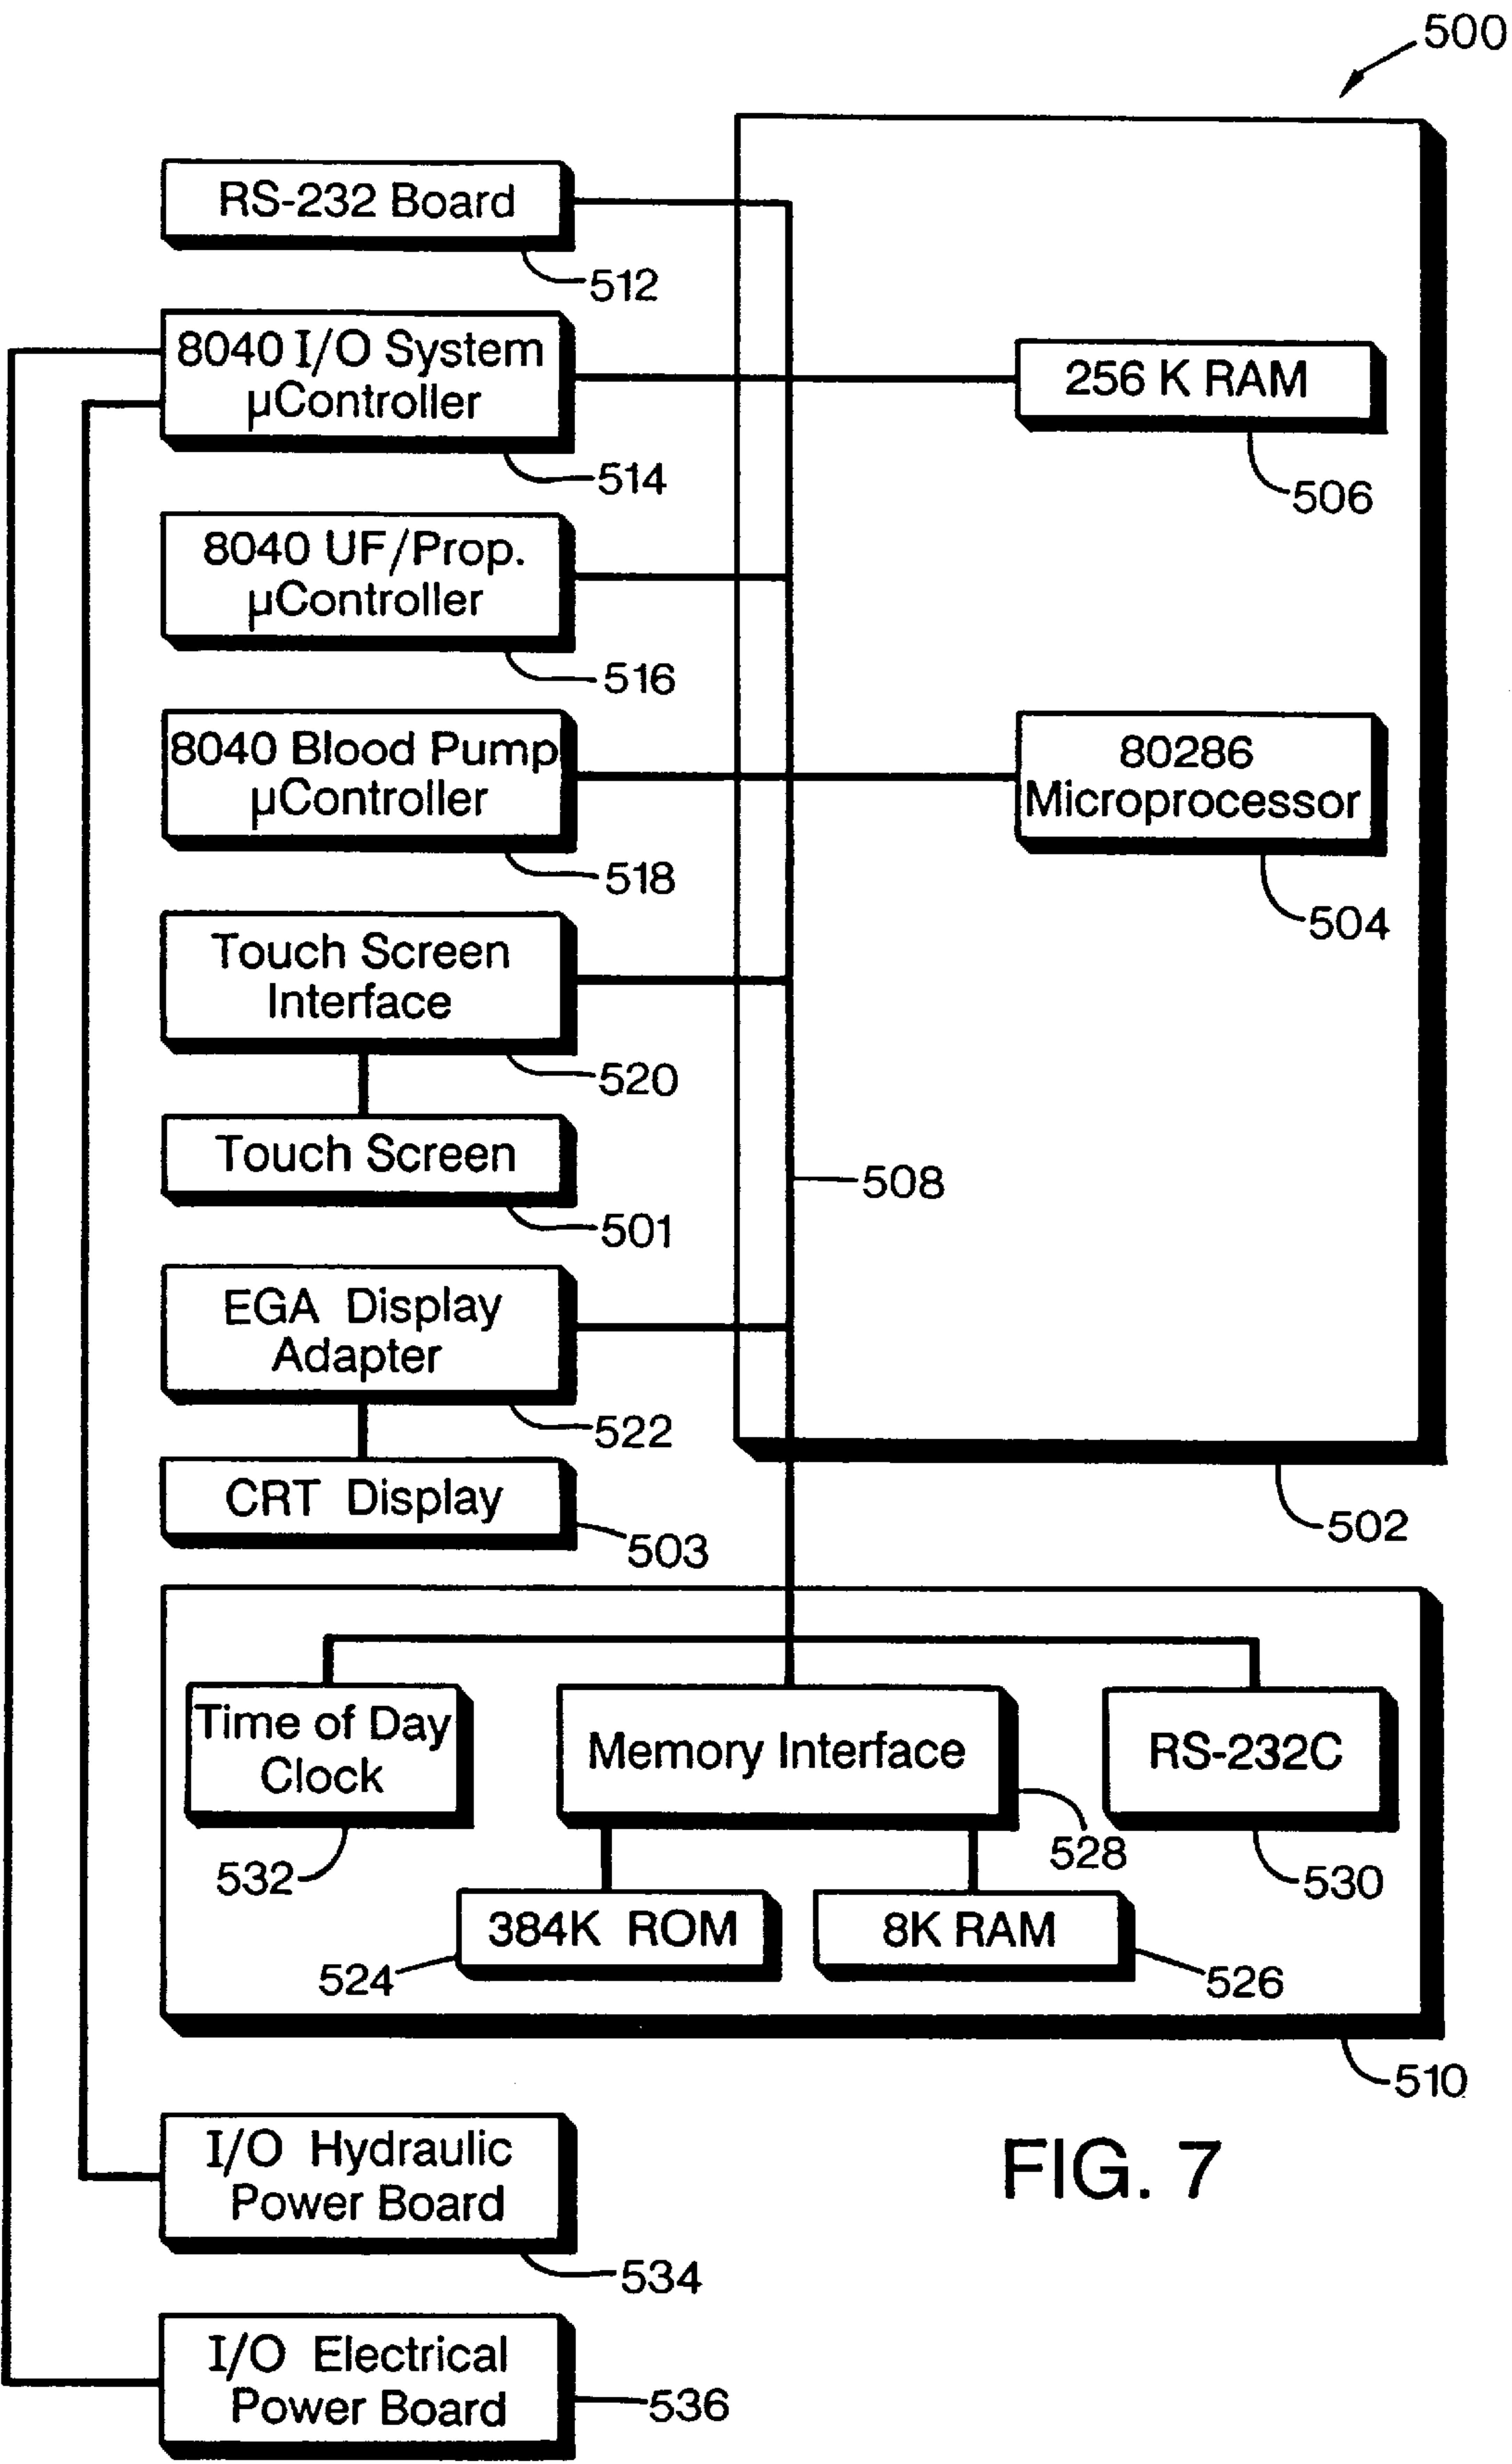 500
RS-232 Board
512
8040 I/O System
µController
514
256 K RAM
506
8040 UF/Prop.
µController
516
8040 Blood Pump
µController
518
80286
Microprocessor
504
Touch Screen
Interface
520
Touch Screen
501
508
EGA Display
Adapter
522
CRT Display
503
502
Time of Day
Clock
532
Memory Interface
528
RS-232C
530
384K ROM
524
8K RAM
526
510
I/O Hydraulic
Power Board
534
FIG. 7
I/O Electrical
Power Board
536